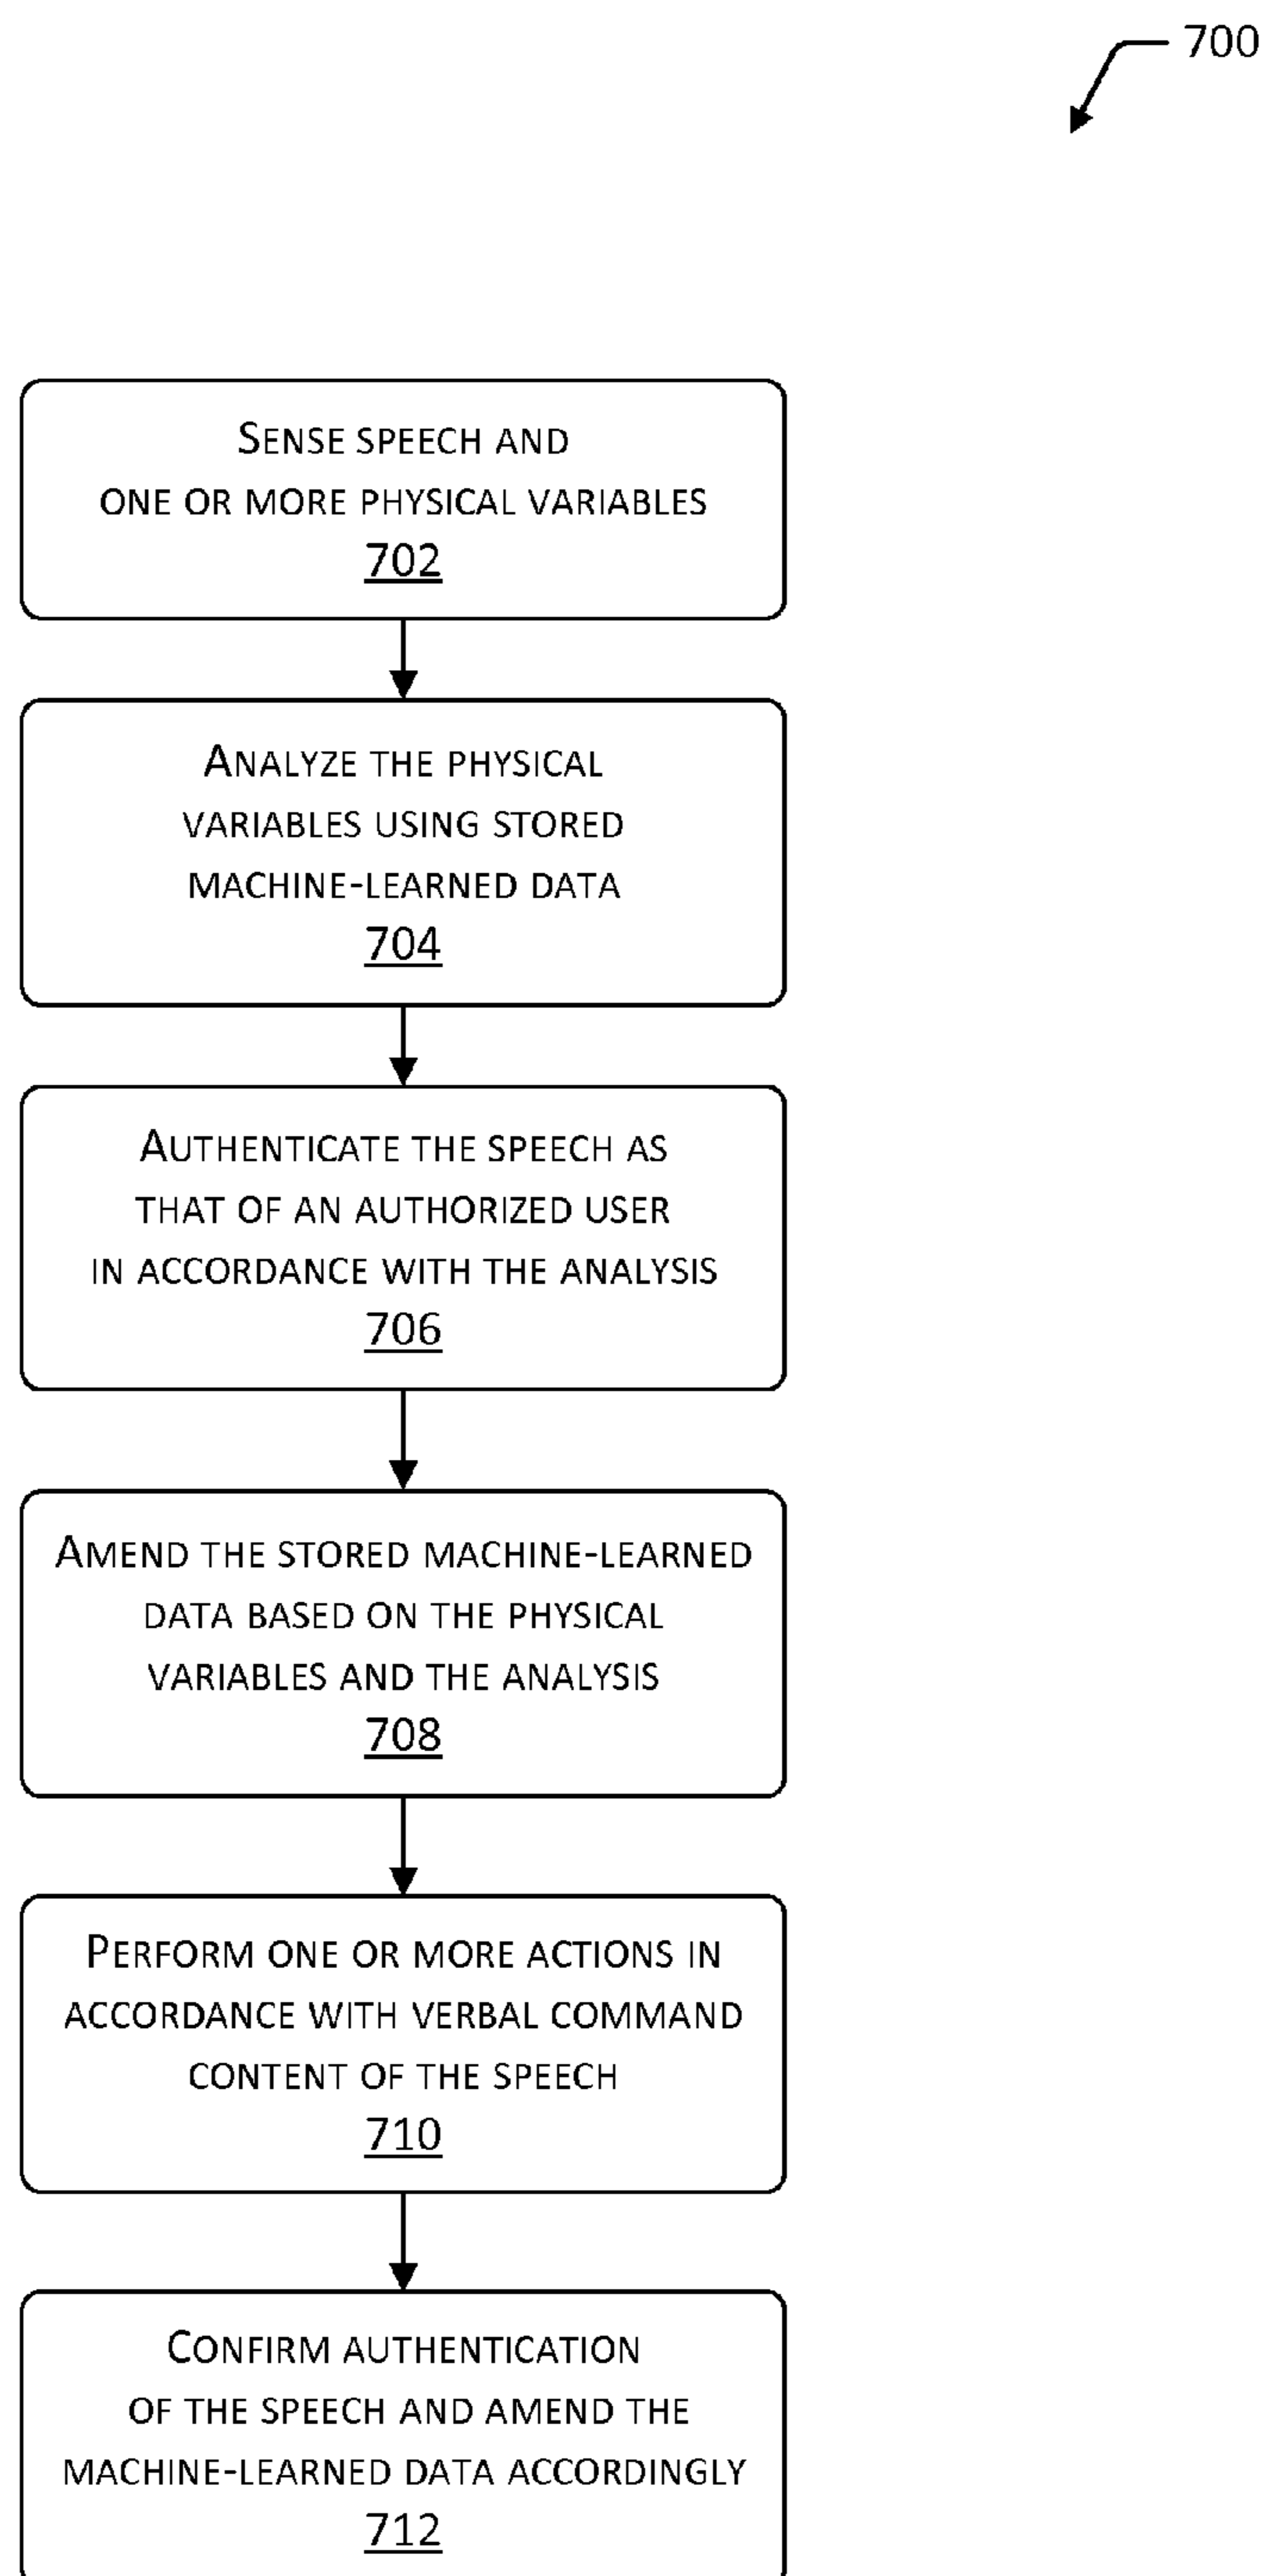 700
SENSE SPEECH AND
ONE OR MORE PHYSICAL VARIABLES
702
ANALYZE THE PHYSICAL
VARIABLES USING STORED
MACHINE-LEARNED DATA
704
AUTHENTICATE THE SPEECH AS
THAT OF AN AUTHORIZED USER
IN ACCORDANCE WITH THE ANALYSIS
706
AMEND THE STORED MACHINE-LEARNED
DATA BASED ON THE PHYSICAL
VARIABLES AND THE ANALYSIS
708
PERFORM ONE OR MORE ACTIONS IN
ACCORDANCE WITH VERBAL COMMAND
CONTENT OF THE SPEECH
710
CONFIRM AUTHENTICATION
OF THE SPEECH AND AMEND THE
MACHINE-LEARNED DATA ACCORDINGLY
712